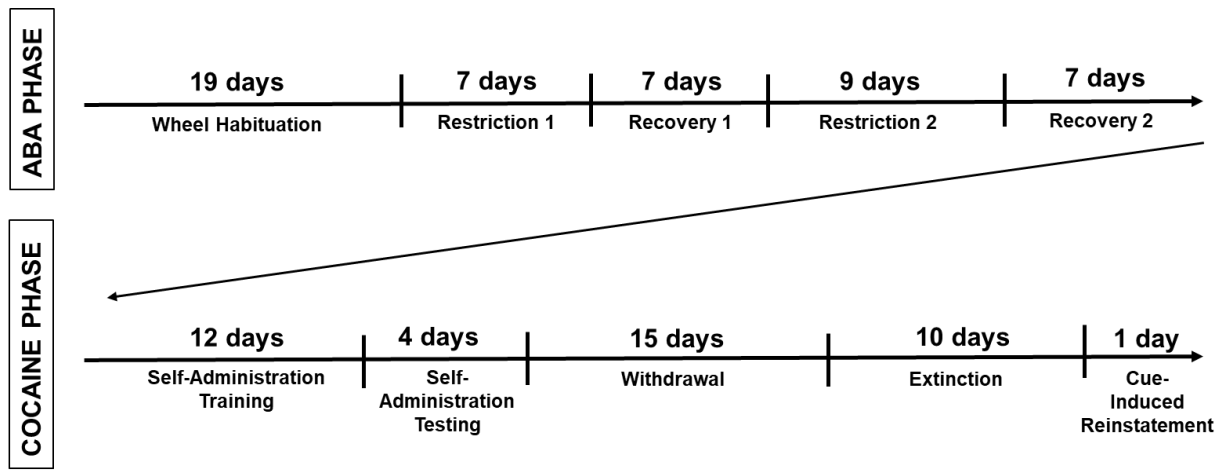 ABA PHASE
19 days
7 days
7 days
9 days
7 days
Wheel Habituation
Restriction 1
Recovery 1
Restriction 2
Recovery 2
COCAINE PHASE
12 days
4 days
15 days
10 days
1 day
Self-Administration
Training
Self-
Administration
Testing
Withdrawal
Extinction
Cue-
Induced
Reinstatement